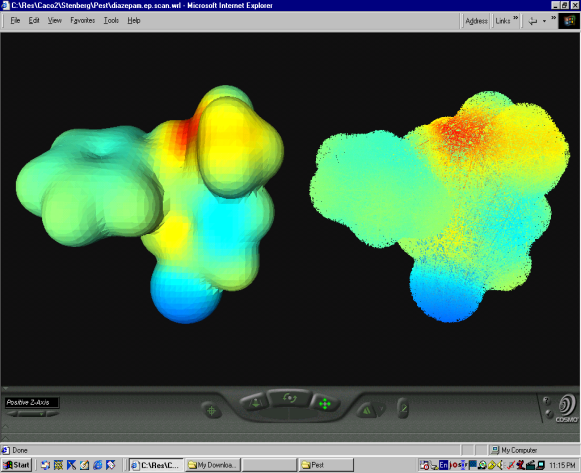 C:\Res\Caco2\Stenberg\Pest\diazepam.ep.scan.wrl - Microsoft Internet Explorer
File Edit View Favorites Tools Help
Address Links »
Positive Z-Axis
COSMO
Done
My Computer
Start
C:\Res\C...
My Downloa...
Pest
En
11:15 PM